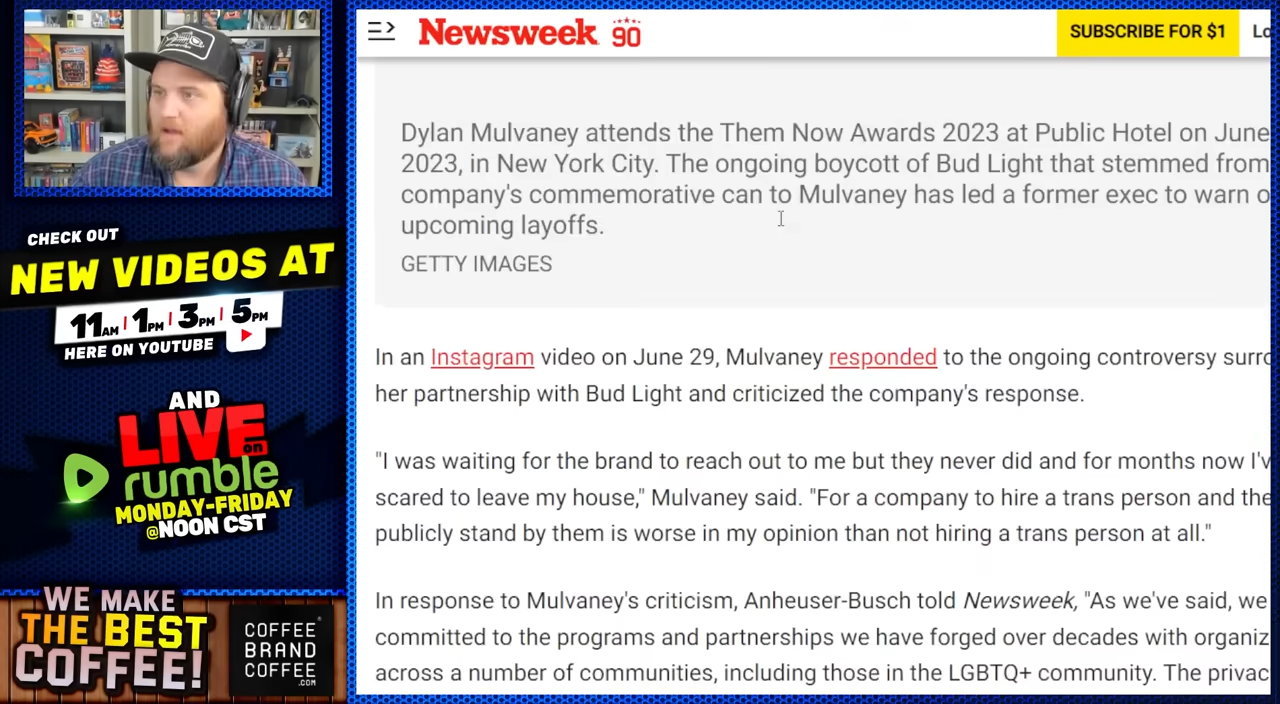 CHECK OUT
NEW VIDEOS AT
11AM | 1PM | 3PM | 5PM
HERE ON YOUTUBE
AND
LIVE on
rumble
MONDAY-FRIDAY
@NOON CST
WE MAKE
THE BEST
COFFEE!
COFFEE
BRAND
COFFEE
.COM
Newsweek 90
SUBSCRIBE FOR $1
Lo
Dylan Mulvaney attends the Them Now Awards 2023 at Public Hotel on June
2023, in New York City. The ongoing boycott of Bud Light that stemmed from
company's commemorative can to Mulvaney has led a former exec to warn o
upcoming layoffs.
GETTY IMAGES
In an Instagram video on June 29, Mulvaney responded to the ongoing controversy surro
her partnership with Bud Light and criticized the company's response.
"I was waiting for the brand to reach out to me but they never did and for months now I'v
scared to leave my house," Mulvaney said. "For a company to hire a trans person and the
publicly stand by them is worse in my opinion than not hiring a trans person at all."
In response to Mulvaney's criticism, Anheuser-Busch told Newsweek, "As we've said, we
committed to the programs and partnerships we have forged over decades with organiz
across a number of communities, including those in the LGBTQ+ community. The privac